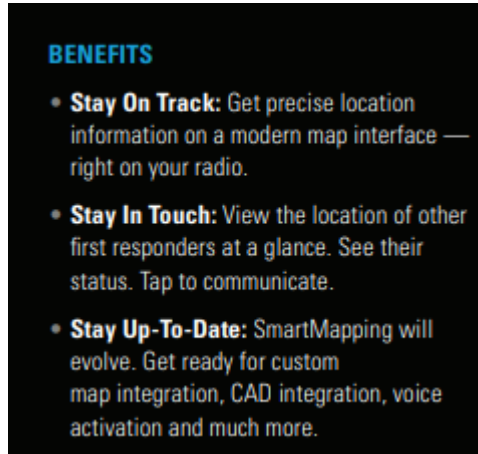 BENEFITS
• Stay On Track: Get precise location
information on a modern map interface —
right on your radio.
• Stay In Touch: View the location of other
first responders at a glance. See their
status. Tap to communicate.
• Stay Up-To-Date: SmartMapping will
evolve. Get ready for custom
map integration, CAD integration, voice
activation and much more.